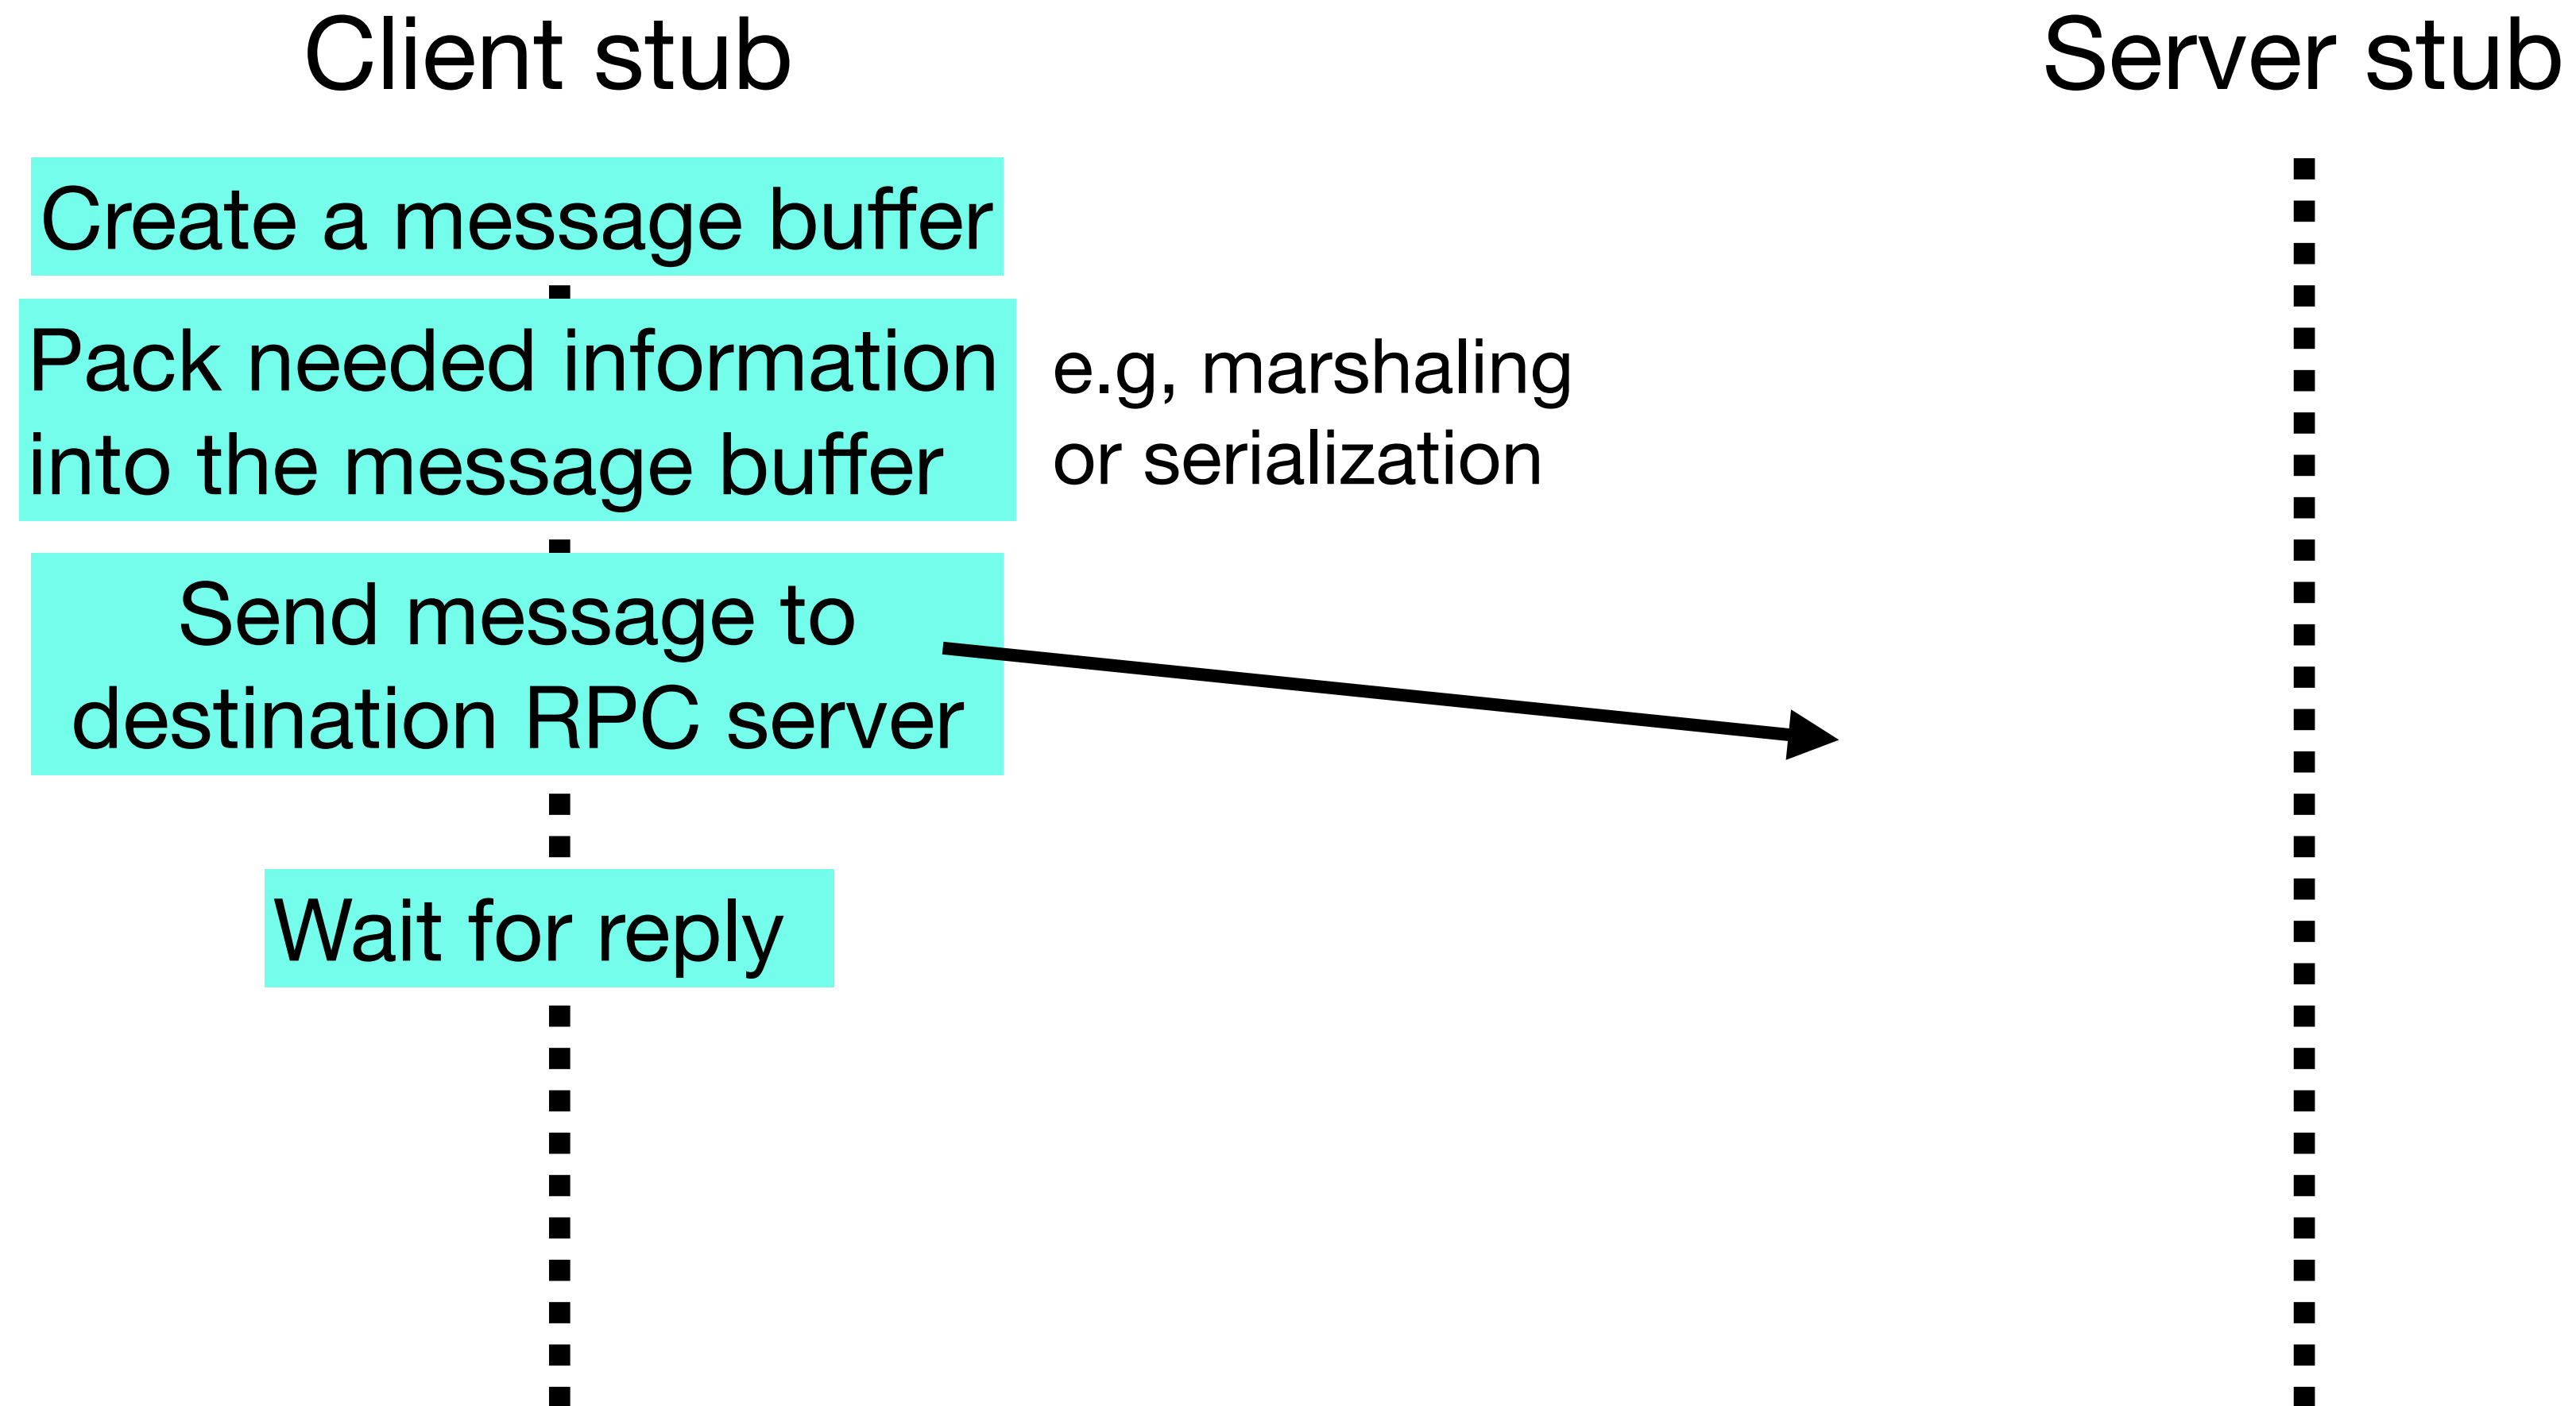 Client stub
Server stub
Create a message buffer
Pack needed information
into the message buffer
e.g, marshaling
or serialization
Send message to
destination RPC server
Wait for reply